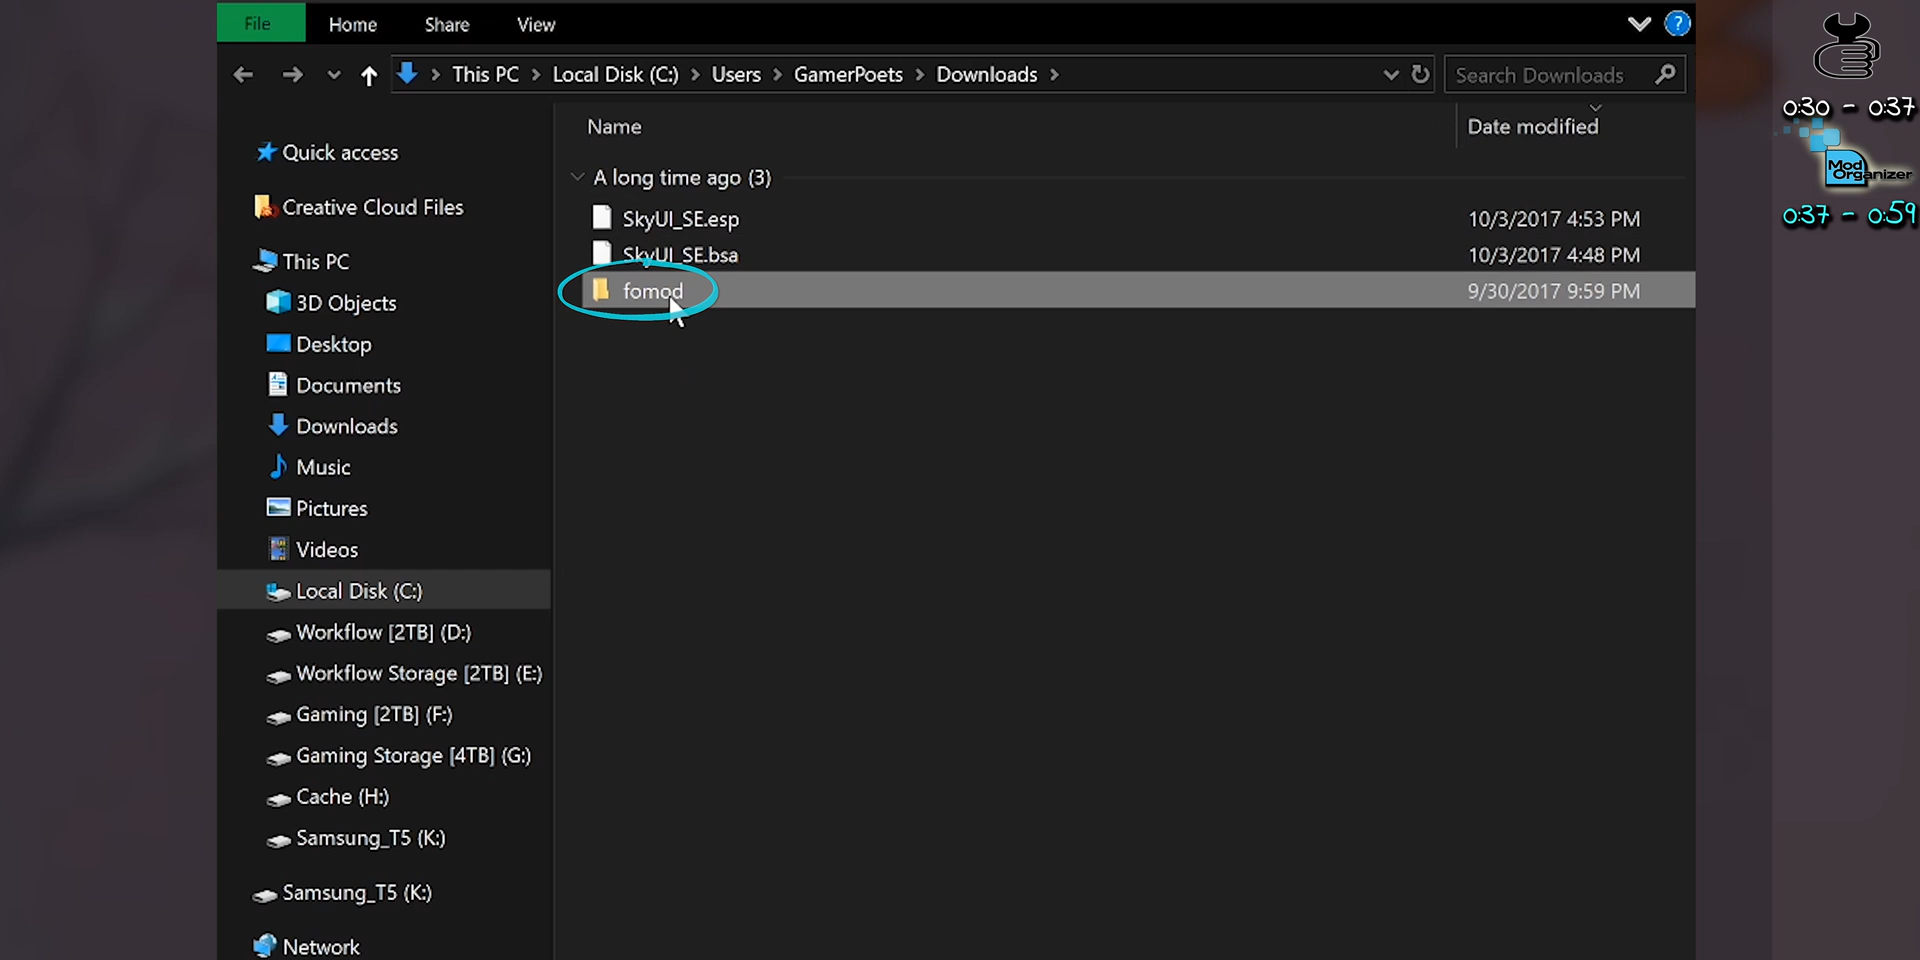 File Home Share View
This PC Local Disk (C:) Users GamerPoets Downloads
Search Downloads
0:30 - 0:37
Mod Organizer
0:37 - 0:59
Name Date modified
A long time ago (3)
SkyUI_SE.esp 10/3/2017 4:53 PM
SkyUI_SE.bsa 10/3/2017 4:48 PM
fomod 9/30/2017 9:59 PM
Quick access
Creative Cloud Files
This PC
3D Objects
Desktop
Documents
Downloads
Music
Pictures
Videos
Local Disk (C:)
Workflow [2TB] (D:)
Workflow Storage [2TB] (E:)
Gaming [2TB] (F:)
Gaming Storage [4TB] (G:)
Cache (H:)
Samsung_T5 (K:)
Samsung_T5 (K:)
Network